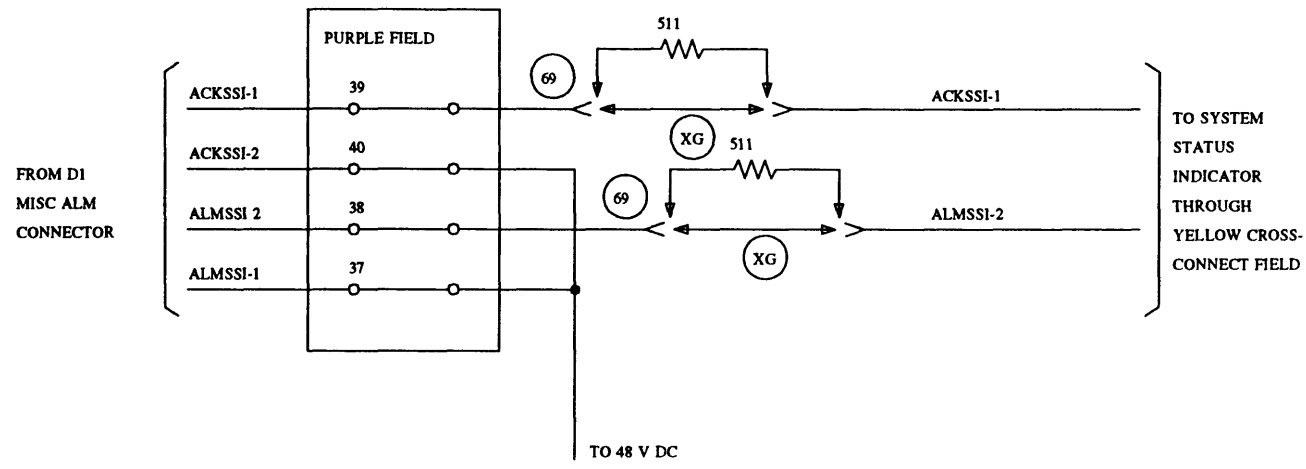 PURPLE FIELD
511
69
39
ACKSSI-1
ACKSSI-1
XG
40
ACKSSI-2
511
69
38
ALMSSI 2
ALMSSI-2
XG
37
ALMSSI-1
FROM D1
MISC ALM
CONNECTOR
TO SYSTEM
STATUS
INDICATOR
THROUGH
YELLOW CROSS-
CONNECT FIELD
TO 48 V DC